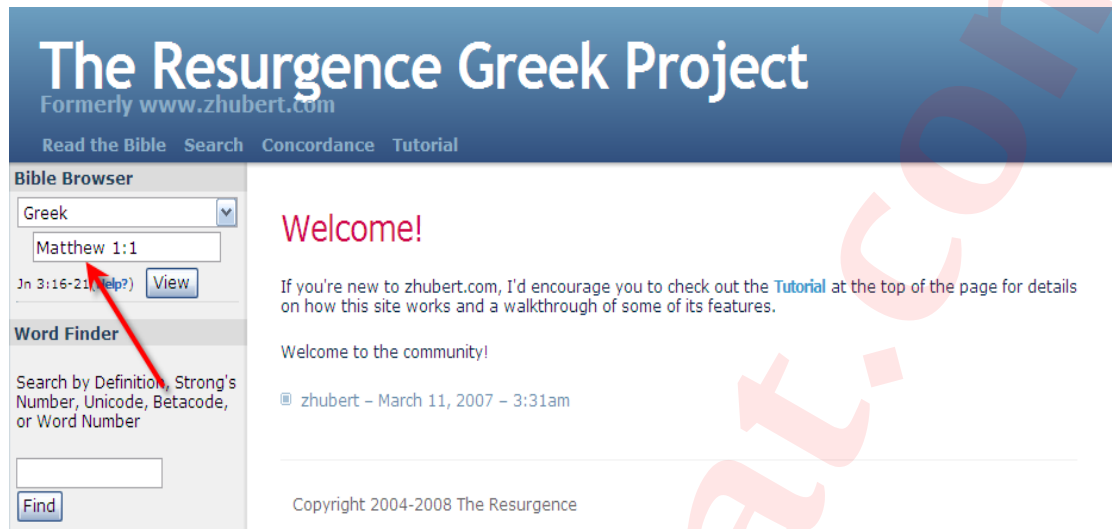 The Resurgence Greek Project
Formerly www.zhubert.com
Read the Bible Search Concordance Tutorial
Bible Browser
Greek
Matthew 1:1
Jn 3:16-21 (Help?) View
Word Finder
Search by Definition, Strong's
Number, Unicode, Betacode,
or Word Number
Find
Welcome!
If you're new to zhubert.com, I'd encourage you to check out the Tutorial at the top of the page for details
on how this site works and a walkthrough of some of its features.
Welcome to the community!
zhubert – March 11, 2007 – 3:31am
Copyright 2004-2008 The Resurgence